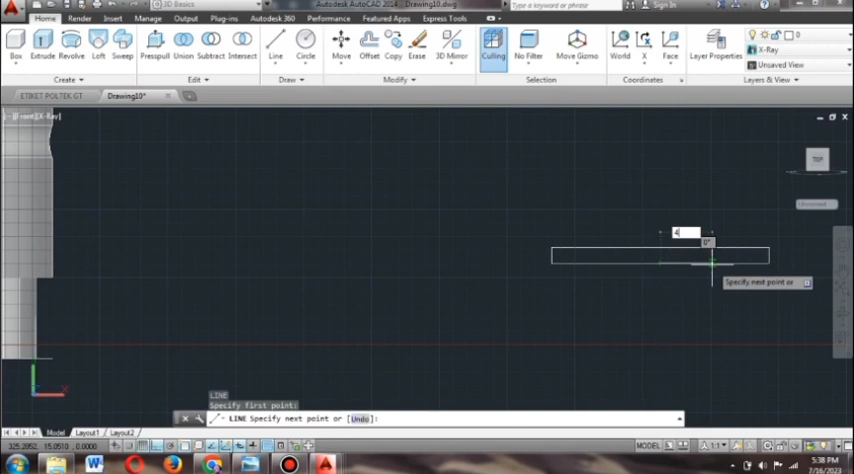 3D Basics
Autodesk AutoCAD 2014 Drawing10.dwg
Type a keyword or phrase
Sign In
Home Render Insert Manage Output Plug-ins Autodesk 360 Performance Featured Apps Express Tools
Box Extrude Revolve Loft Sweep Presspull Union Subtract Intersect Line Circle Move Offset Copy Erase 3D Mirror Culling No Filter Move Gizmo World X Layer Properties
0
X-Ray
Unsaved View
Create Edit Draw Modify Selection Coordinates Layers & View
ETIKET POLTEK GT Drawing10*
[–][Front][X-Ray]
TOP
Unnamed
4
0°
Specify next point or
X
LINE
Specify first point:
LINE Specify next point or [Undo]:
Model Layout1 Layout2
325.2892, 15.0510, 0.0000
MODEL
1:1
5:38 PM
7/16/2023